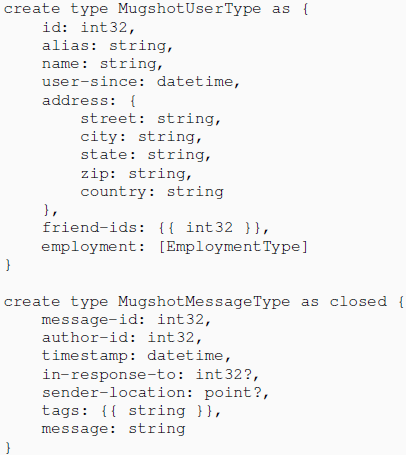 create type MugshotUserType as {
    id: int32,
    alias: string,
    name: string,
    user-since: datetime,
    address: {
        street: string,
        city: string,
        state: string,
        zip: string,
        country: string
    },
    friend-ids: {{ int32 }},
    employment: [EmploymentType]
}

create type MugshotMessageType as closed {
    message-id: int32,
    author-id: int32,
    timestamp: datetime,
    in-response-to: int32?,
    sender-location: point?,
    tags: {{ string }},
    message: string
}